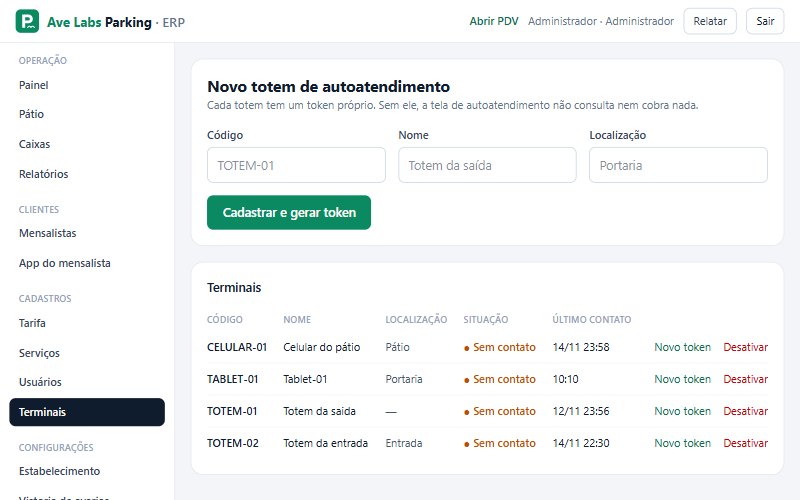 Ave Labs Parking · ERP
Abrir PDV Administrador · Administrador Relatar Sair
OPERAÇÃO
Painel
Pátio
Caixas
Relatórios
CLIENTES
Mensalistas
App do mensalista
CADASTROS
Tarifa
Serviços
Usuários
Terminais
CONFIGURAÇÕES
Estabelecimento
Novo totem de autoatendimento
Cada totem tem um token próprio. Sem ele, a tela de autoatendimento não consulta nem cobra nada.
Código Nome Localização
TOTEM-01 Totem da saída Portaria
Cadastrar e gerar token
Terminais
CÓDIGO NOME LOCALIZAÇÃO SITUAÇÃO ÚLTIMO CONTATO
CELULAR-01 Celular do pátio Pátio ● Sem contato 14/11 23:58 Novo token Desativar
TABLET-01 Tablet-01 Portaria ● Sem contato 10:10 Novo token Desativar
TOTEM-01 Totem da saida — ● Sem contato 12/11 23:56 Novo token Desativar
TOTEM-02 Totem da entrada Entrada ● Sem contato 14/11 22:30 Novo token Desativar